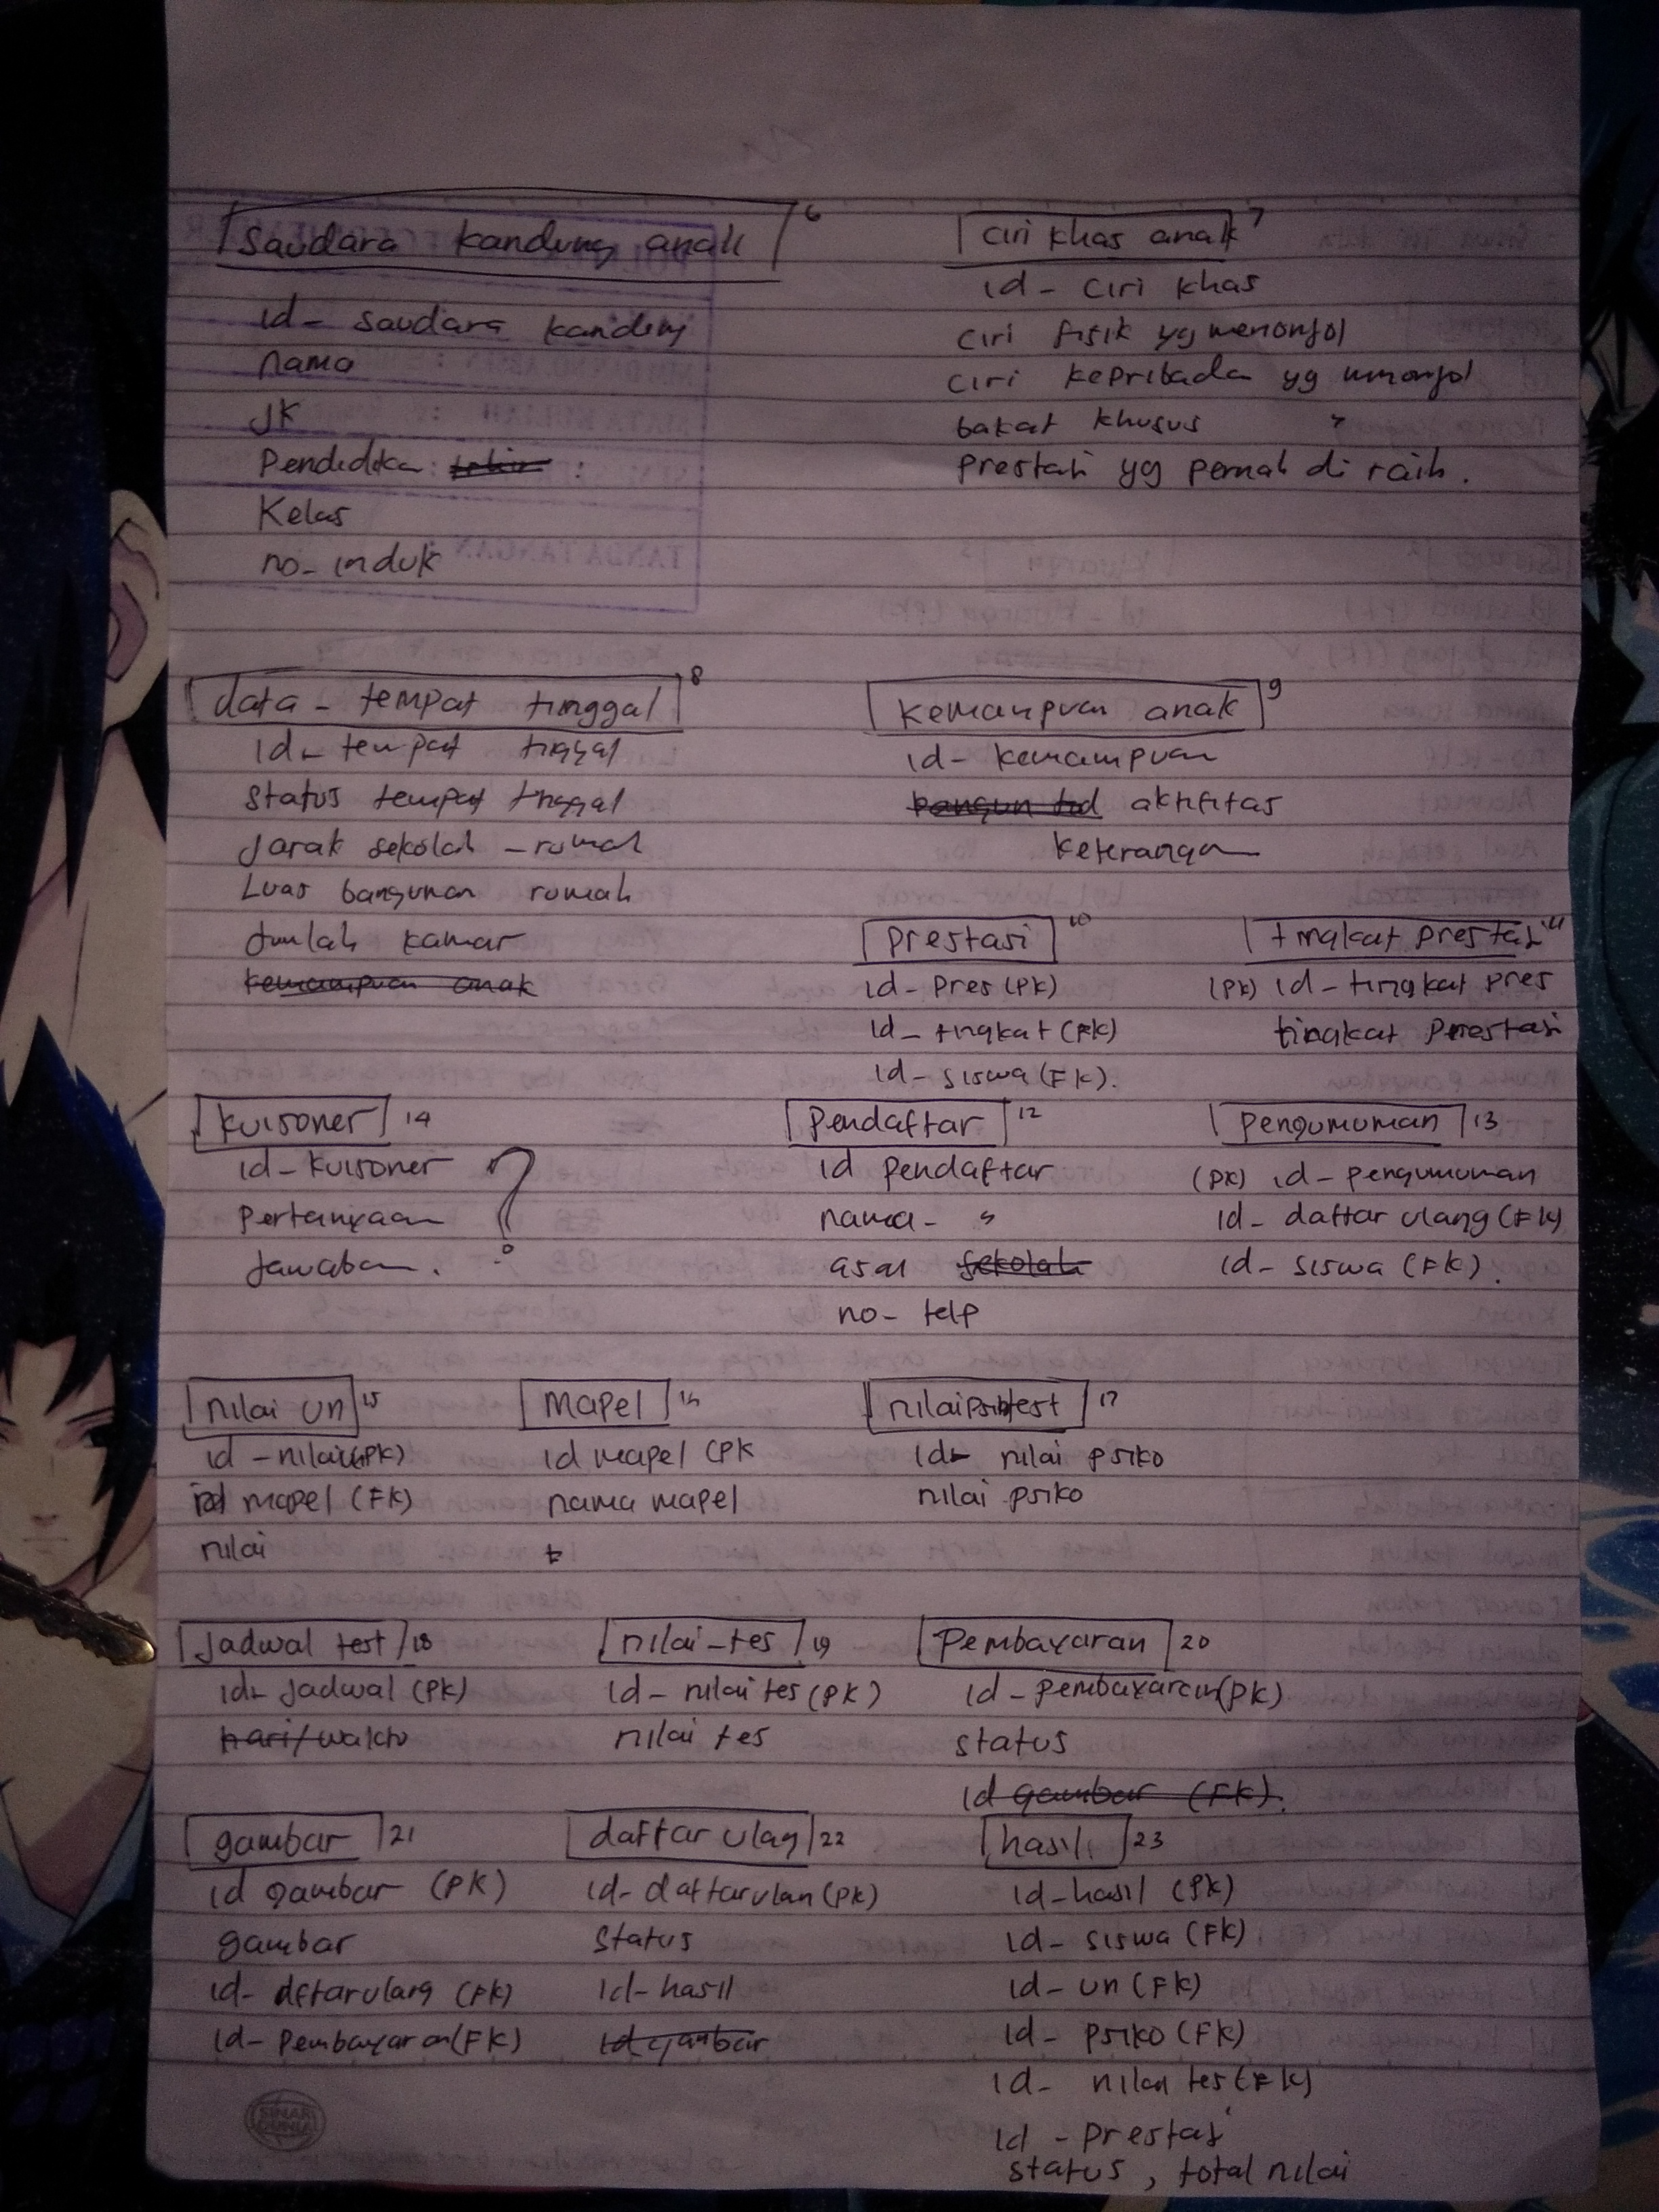 saudara kandung anak 6
id - saudara kandung
nama
JK
Pendidikan :
Kelas
no - induk
ciri khas anak 7
id - ciri khas
ciri fisik yg menonjol
ciri kepribada yg menonjol
bakat khusus "
prestasi yg pernah di raih.
data - tempat tinggal 8
id - tempat tinggal
status tempat tinggal
jarak sekolah - rumah
Luas bangunan rumah
Jumlah kamar
kemampuan anak
kemampuan anak 9
id - kemampuan
bangun tid aktifitas
keterangan
prestasi 10
id - pres (PK)
id - tingkat (FK)
id - siswa (FK).
tingkat prestasi 11
(PK) id - tingkat pres
tingkat prestasi
kuisoner 14
id - kuisoner
pertanyaan ?
jawaban.
pendaftar 12
id pendaftar
nama - "
asal sekolah
no - telp
pengumuman 13
(PK) id - pengumuman
id - daftar ulang (FK)
id - siswa (FK).
nilai un 15
id - nilai (PK)
id mapel (FK)
nilai
mapel 16
id mapel (PK
nama mapel
t
nilai psikotest 17
id - nilai psiko
nilai psiko
jadwal test 18
id - jadwal (PK)
hari/waktu
nilai - tes 19
id - nilai tes (PK)
nilai tes
pembayaran 20
id - pembayaran (PK)
status
id gambar (FK).
gambar 21
id gambar (PK)
gambar
id - dftarulang (FK)
id - Pembayaran (FK)
daftar ulag 22
id - daftarulan (PK)
status
id - hasil
id gambar
hasil 23
id - hasil (PK)
id - siswa (FK)
id - un (FK)
id - psiko (FK)
id - nilai tes (FK)
id - prestasi
status, total nilai
SINAR DUNIA